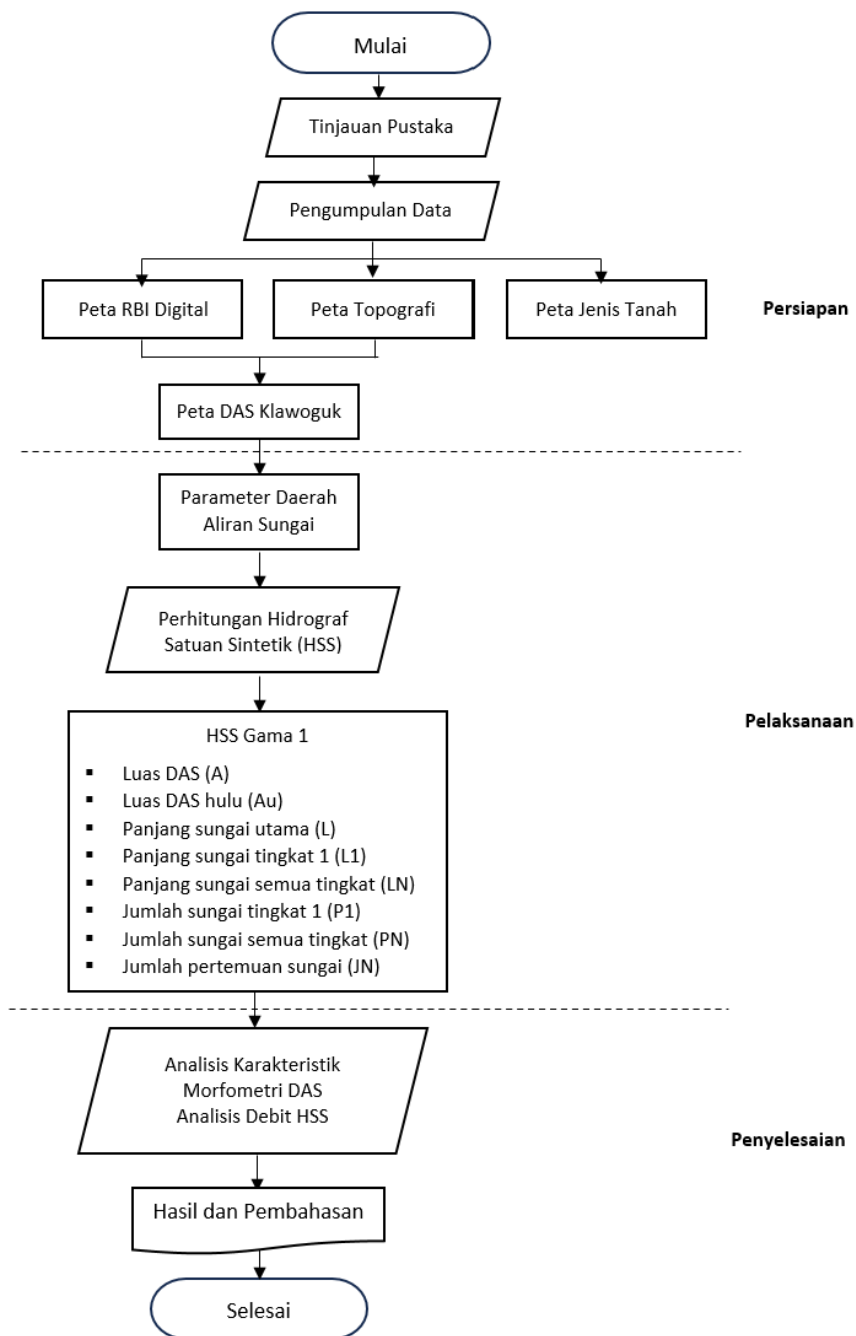 Mulai
Tinjauan Pustaka
Pengumpulan Data
Peta RBI Digital
Peta Topografi
Peta Jenis Tanah
Persiapan
Peta DAS Klawoguk
Parameter Daerah
Aliran Sungai
Perhitungan Hidrograf
Satuan Sintetik (HSS)
HSS Gama 1
▪ Luas DAS (A)
▪ Luas DAS hulu (Au)
▪ Panjang sungai utama (L)
▪ Panjang sungai tingkat 1 (L1)
▪ Panjang sungai semua tingkat (LN)
▪ Jumlah sungai tingkat 1 (P1)
▪ Jumlah sungai semua tingkat (PN)
▪ Jumlah pertemuan sungai (JN)
Pelaksanaan
Analisis Karakteristik
Morfometri DAS
Analisis Debit HSS
Penyelesaian
Hasil dan Pembahasan
Selesai